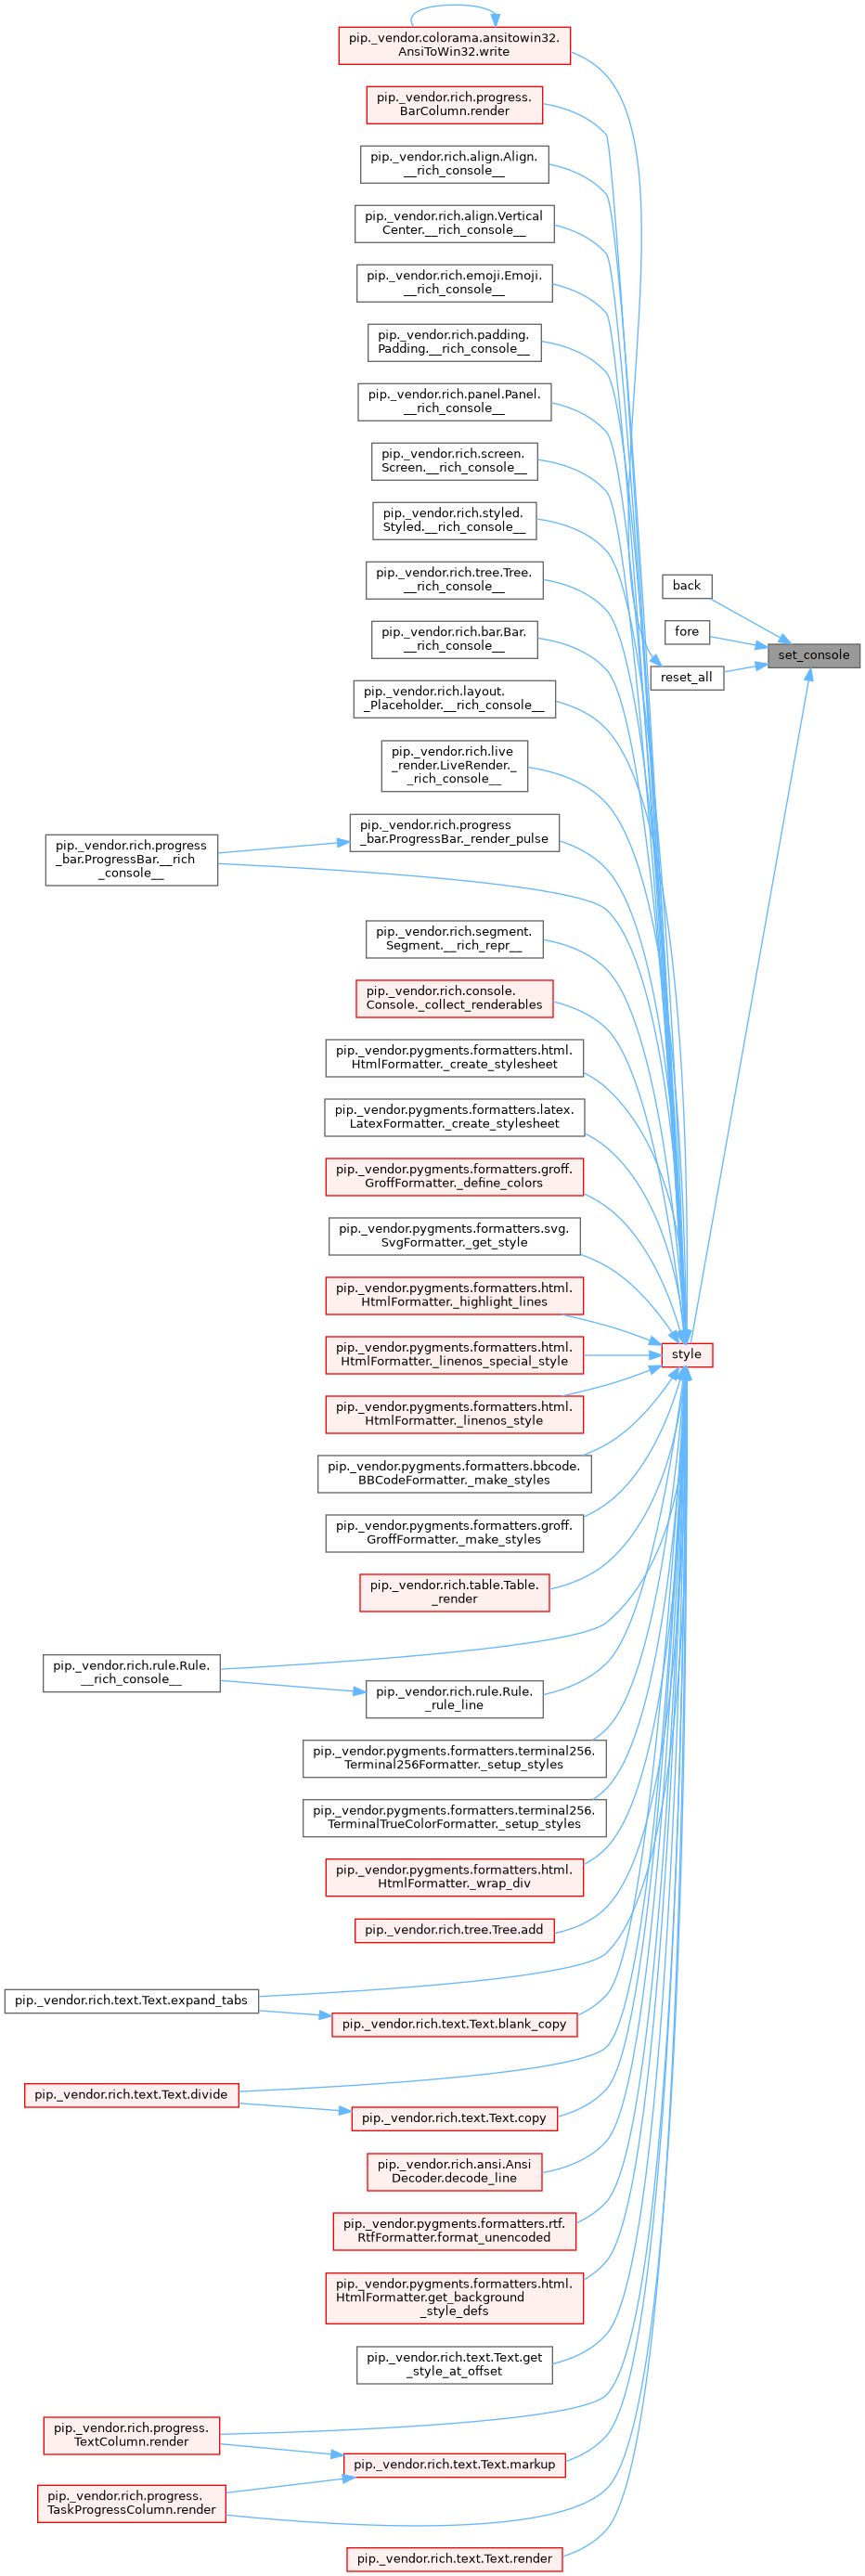 pip._vendor.colorama.ansitowin32.
AnsiToWin32.write
pip._vendor.rich.progress.
BarColumn.render
pip._vendor.rich.align.Align.
__rich_console__
pip._vendor.rich.align.Vertical
Center.__rich_console__
pip._vendor.rich.emoji.Emoji.
__rich_console__
pip._vendor.rich.padding.
Padding.__rich_console__
pip._vendor.rich.panel.Panel.
__rich_console__
pip._vendor.rich.screen.
Screen.__rich_console__
pip._vendor.rich.styled.
Styled.__rich_console__
pip._vendor.rich.tree.Tree.
__rich_console__
back
fore
pip._vendor.rich.bar.Bar.
__rich_console__
set_console
reset_all
pip._vendor.rich.layout.
_Placeholder.__rich_console__
pip._vendor.rich.live
_render.LiveRender._
_rich_console__
pip._vendor.rich.progress
_bar.ProgressBar._render_pulse
pip._vendor.rich.progress
_bar.ProgressBar.__rich
_console__
pip._vendor.rich.segment.
Segment.__rich_repr__
pip._vendor.rich.console.
Console._collect_renderables
pip._vendor.pygments.formatters.html.
HtmlFormatter._create_stylesheet
pip._vendor.pygments.formatters.latex.
LatexFormatter._create_stylesheet
pip._vendor.pygments.formatters.groff.
GroffFormatter._define_colors
pip._vendor.pygments.formatters.svg.
SvgFormatter._get_style
pip._vendor.pygments.formatters.html.
HtmlFormatter._highlight_lines
pip._vendor.pygments.formatters.html.
HtmlFormatter._linenos_special_style
style
pip._vendor.pygments.formatters.html.
HtmlFormatter._linenos_style
pip._vendor.pygments.formatters.bbcode.
BBCodeFormatter._make_styles
pip._vendor.pygments.formatters.groff.
GroffFormatter._make_styles
pip._vendor.rich.table.Table.
_render
pip._vendor.rich.rule.Rule.
__rich_console__
pip._vendor.rich.rule.Rule.
_rule_line
pip._vendor.pygments.formatters.terminal256.
Terminal256Formatter._setup_styles
pip._vendor.pygments.formatters.terminal256.
TerminalTrueColorFormatter._setup_styles
pip._vendor.pygments.formatters.html.
HtmlFormatter._wrap_div
pip._vendor.rich.tree.Tree.add
pip._vendor.rich.text.Text.expand_tabs
pip._vendor.rich.text.Text.blank_copy
pip._vendor.rich.text.Text.divide
pip._vendor.rich.text.Text.copy
pip._vendor.rich.ansi.Ansi
Decoder.decode_line
pip._vendor.pygments.formatters.rtf.
RtfFormatter.format_unencoded
pip._vendor.pygments.formatters.html.
HtmlFormatter.get_background
_style_defs
pip._vendor.rich.text.Text.get
_style_at_offset
pip._vendor.rich.progress.
TextColumn.render
pip._vendor.rich.text.Text.markup
pip._vendor.rich.progress.
TaskProgressColumn.render
pip._vendor.rich.text.Text.render